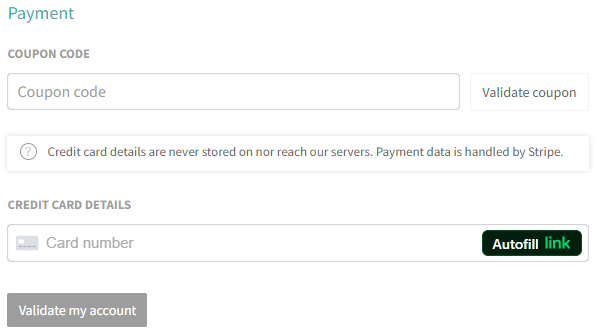 Payment
COUPON CODE
Coupon code
Validate coupon
Credit card details are never stored on nor reach our servers. Payment data is handled by Stripe.
CREDIT CARD DETAILS
Card number
Autofill link
Validate my account